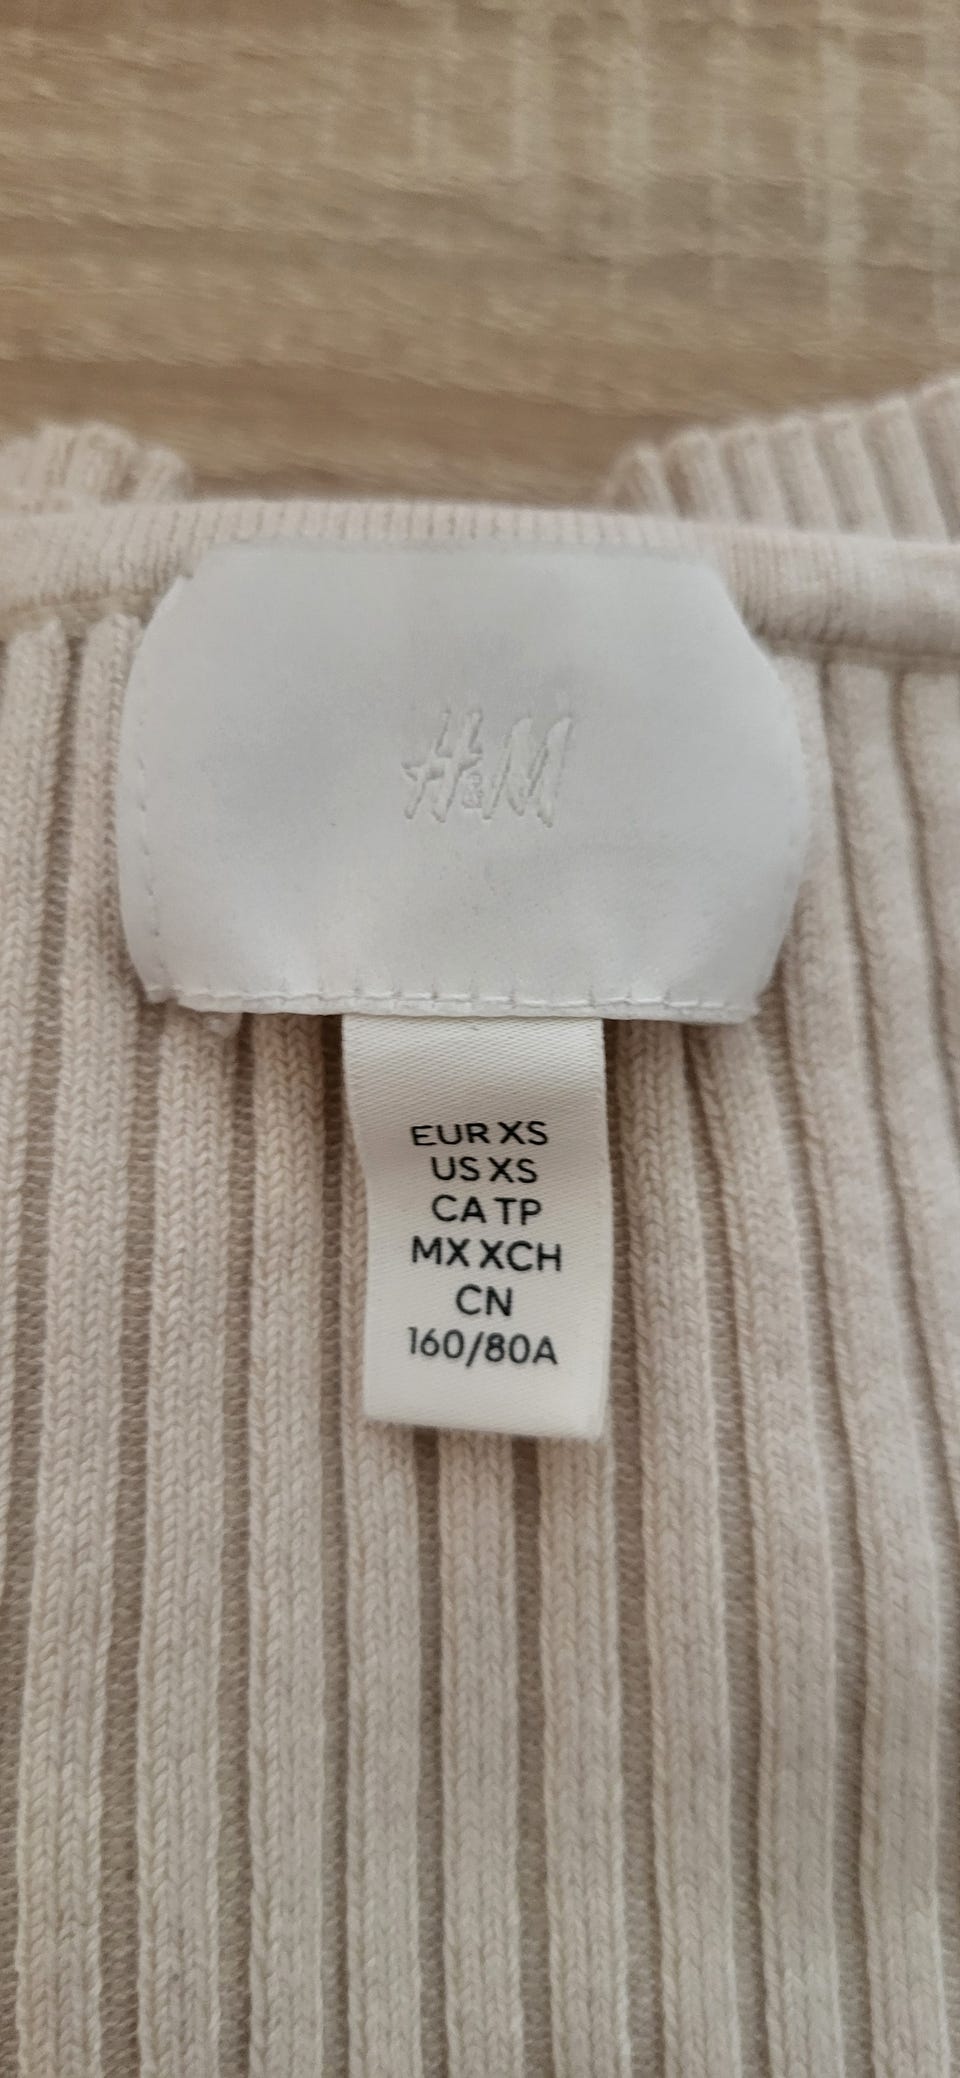 H&M
EUR XS
US XS
CA TP
MX XCH
CN
160/80A